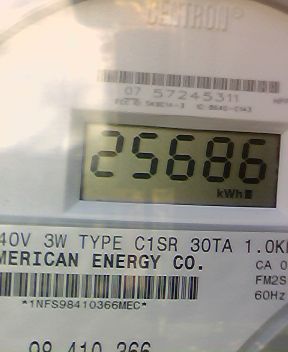 CENTRON®
07 57245311
25686
kWh
40V 3W TYPE C1SR 30TA 1.0K
MERICAN ENERGY CO.
CA 0
FM2S
60Hz
*1NFS98410366MEC*
98 410 366